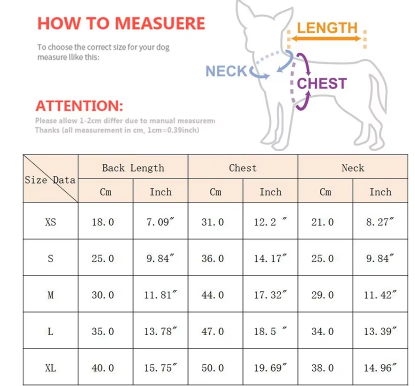 HOW TO MEASUERE
LENGTH
To choose the correct size for your dog
measure llike this:
NECK
CHEST
ATTENTION:
Please allow 1-2cm differ due to manual measurem
Thanks (all measurement in cm, 1cm=0.39inch)
Size Data Back Length Chest Neck
Cm Inch Cm Inch Cm Inch
XS 18.0 7.09″ 31.0 12.2 ″ 21.0 8.27″
S 25.0 9.84″ 36.0 14.17″ 25.0 9.84″
M 30.0 11.81″ 44.0 17.32″ 29.0 11.42″
L 35.0 13.78″ 47.0 18.5 ″ 34.0 13.39″
XL 40.0 15.75″ 50.0 19.69″ 38.0 14.96″